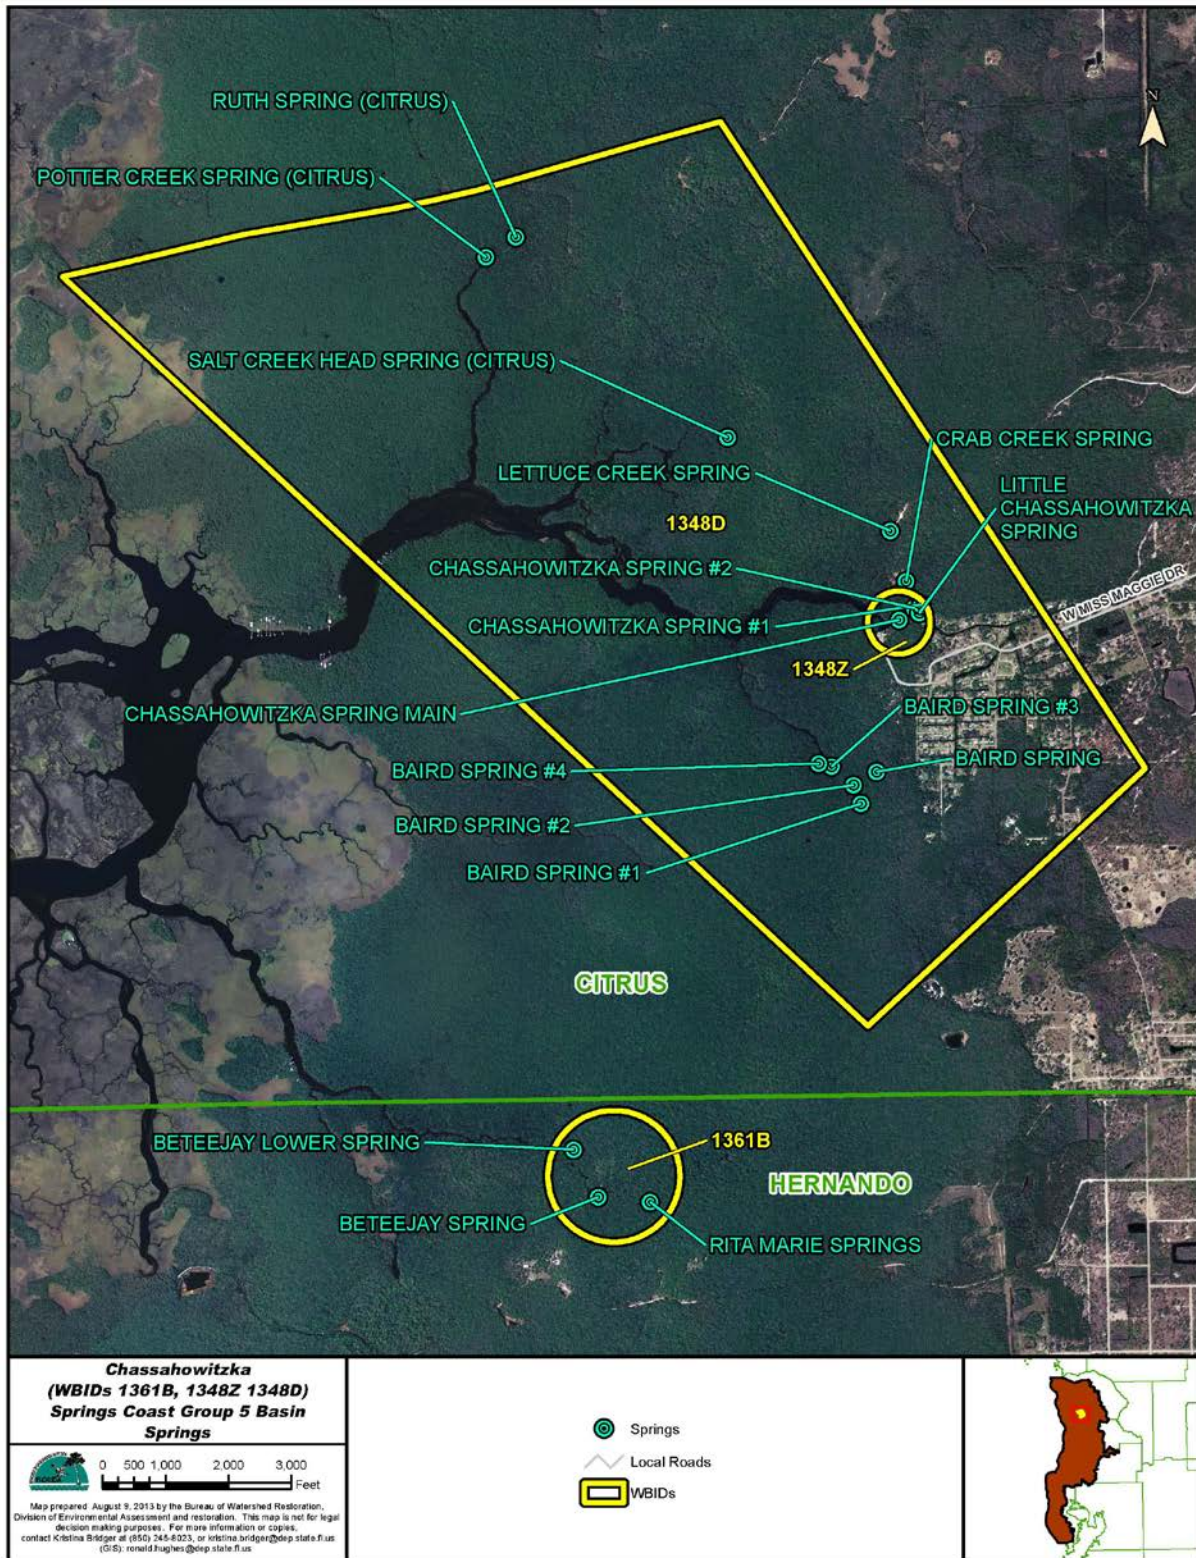 N
RUTH SPRING (CITRUS)
POTTER CREEK SPRING (CITRUS)
SALT CREEK HEAD SPRING (CITRUS)
CRAB CREEK SPRING
LETTUCE CREEK SPRING
LITTLE
CHASSAHOWITZKA
SPRING
1348D
CHASSAHOWITZKA SPRING #2
W MISS MAGGIE DR
CHASSAHOWITZKA SPRING #1
1348Z
CHASSAHOWITZKA SPRING MAIN
BAIRD SPRING #3
BAIRD SPRING
BAIRD SPRING #4
BAIRD SPRING #2
BAIRD SPRING #1
CITRUS
BETEEJAY LOWER SPRING
1361B
HERNANDO
BETEEJAY SPRING
RITA MARIE SPRINGS
Chassahowitzka
(WBIDs 1361B, 1348Z 1348D)
Springs Coast Group 5 Basin
Springs
0 500 1,000 2,000 3,000
Feet
Map prepared August 9, 2013 by the Bureau of Watershed Restoration,
Division of Environmental Assessment and restoration. This map is not for legal
decision making purposes. For more information or copies,
contact Kristina Bridger at (850) 245-8023, or kristina.bridger@dep.state.fl.us
(GIS): ronald.hughes@dep.state.fl.us
Springs
Local Roads
WBIDs